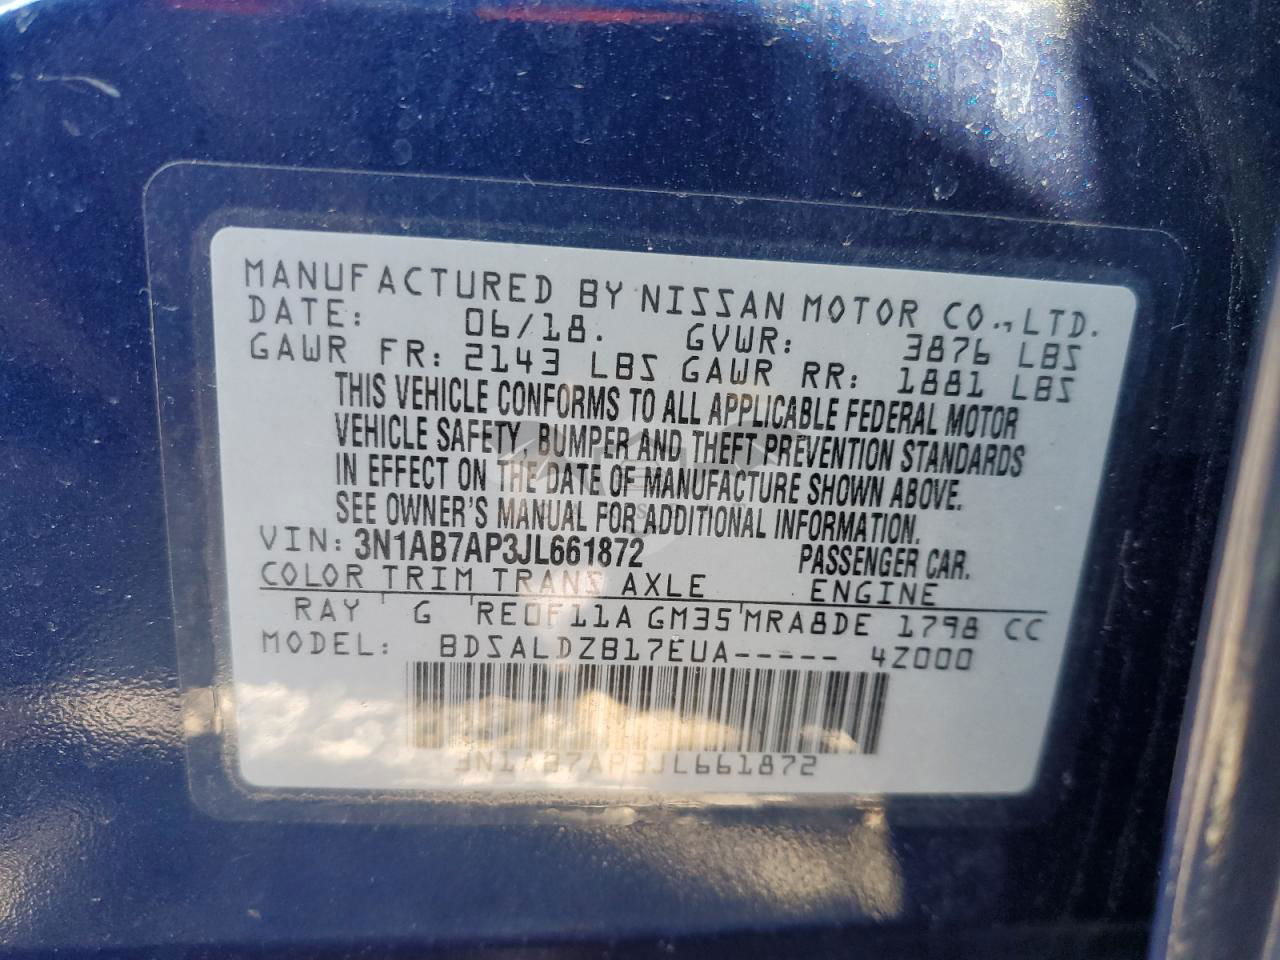 MANUFACTURED BY NISSAN MOTOR CO., LTD.
DATE: 06/18. GVWR: 3876 LBS
GAWR FR: 2143 LBS GAWR RR: 1881 LBS
THIS VEHICLE CONFORMS TO ALL APPLICABLE FEDERAL MOTOR
VEHICLE SAFETY, BUMPER AND THEFT PREVENTION STANDARDS
IN EFFECT ON THE DATE OF MANUFACTURE SHOWN ABOVE.
SEE OWNER'S MANUAL FOR ADDITIONAL INFORMATION.
VIN: 3N1AB7AP3JL661872 PASSENGER CAR.
COLOR TRIM TRANS AXLE ENGINE
RAY G RE0F11A GM35 MRA8DE 1798 CC
MODEL: BDSALDZB17EUA----- 4Z000
3N1AB7AP3JL661872